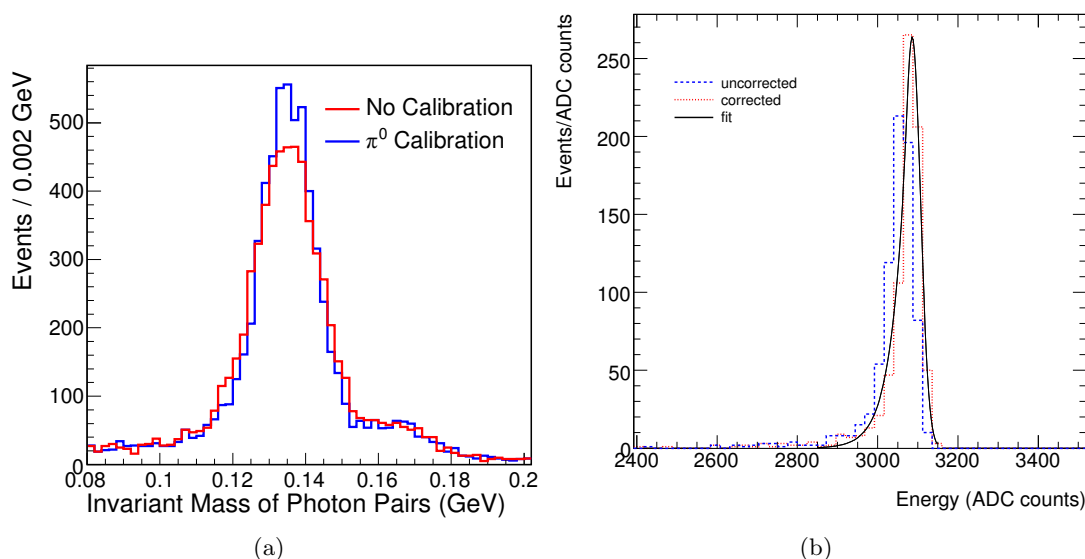 Events / 0.002 GeV
500
400
300
200
100
0
No Calibration
π⁰ Calibration
0.08 0.1 0.12 0.14 0.16 0.18 0.2
Invariant Mass of Photon Pairs (GeV)
(a)
Events/ADC counts
250
200
150
100
50
0
uncorrected
corrected
fit
2400 2600 2800 3000 3200 3400
Energy (ADC counts)
(b)